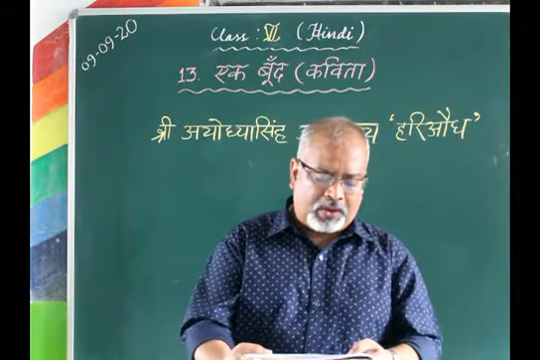 09-09-20
Class : VI (Hindi)
13. एक बूँद (कविता)
श्री अयोध्यासिंह 'हरिऔध'